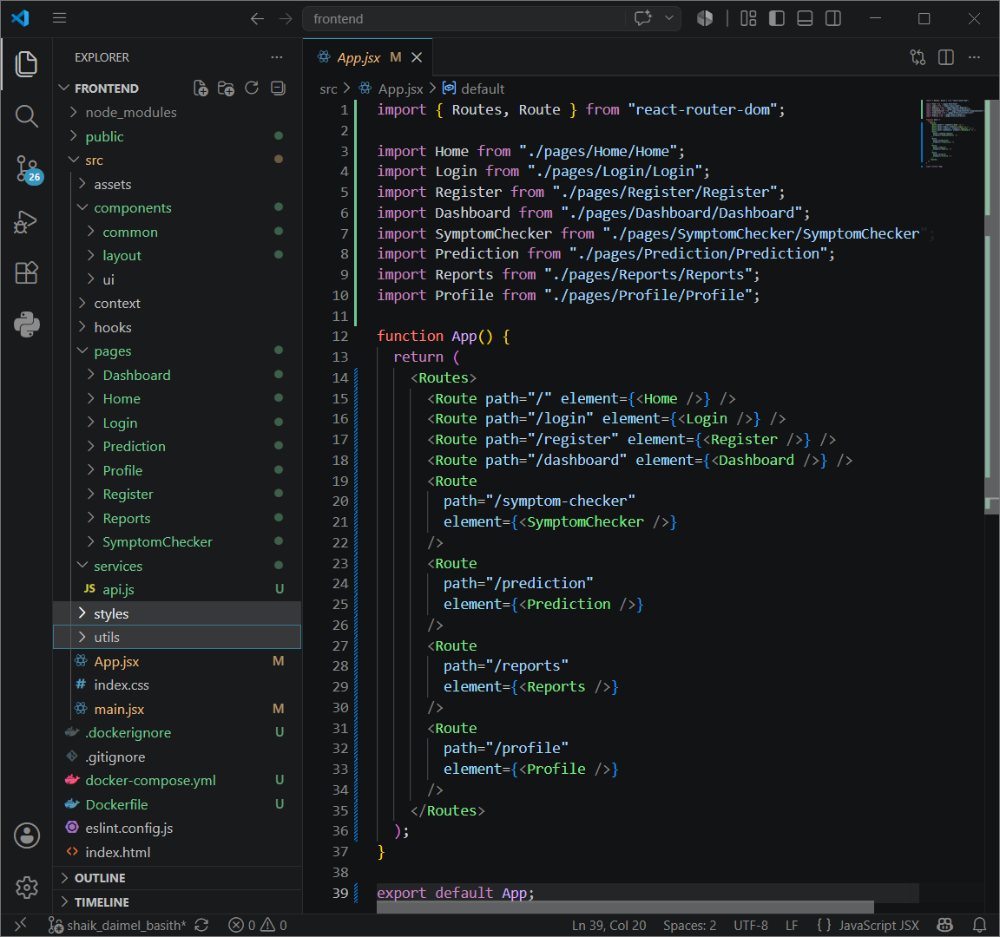 frontend
EXPLORER
FRONTEND
node_modules
public
src
assets
components
common
layout
ui
context
hooks
pages
Dashboard
Home
Login
Prediction
Profile
Register
Reports
SymptomChecker
services
JS api.js U
styles
utils
App.jsx M
# index.css
main.jsx M
.dockerignore U
.gitignore
docker-compose.yml U
Dockerfile U
eslint.config.js
<> index.html
OUTLINE
TIMELINE
26
App.jsx M
src > App.jsx > default
1 import { Routes, Route } from "react-router-dom";
2
3 import Home from "./pages/Home/Home";
4 import Login from "./pages/Login/Login";
5 import Register from "./pages/Register/Register";
6 import Dashboard from "./pages/Dashboard/Dashboard";
7 import SymptomChecker from "./pages/SymptomChecker/SymptomChecker";
8 import Prediction from "./pages/Prediction/Prediction";
9 import Reports from "./pages/Reports/Reports";
10 import Profile from "./pages/Profile/Profile";
11
12 function App() {
13 return (
14 <Routes>
15 <Route path="/" element={<Home />} />
16 <Route path="/login" element={<Login />} />
17 <Route path="/register" element={<Register />} />
18 <Route path="/dashboard" element={<Dashboard />} />
19 <Route
20 path="/symptom-checker"
21 element={<SymptomChecker />}
22 />
23 <Route
24 path="/prediction"
25 element={<Prediction />}
26 />
27 <Route
28 path="/reports"
29 element={<Reports />}
30 />
31 <Route
32 path="/profile"
33 element={<Profile />}
34 />
35 </Routes>
36 );
37 }
38
39 export default App;
shaik_daimel_basith* 0 0 Ln 39, Col 20 Spaces: 2 UTF-8 LF { } JavaScript JSX